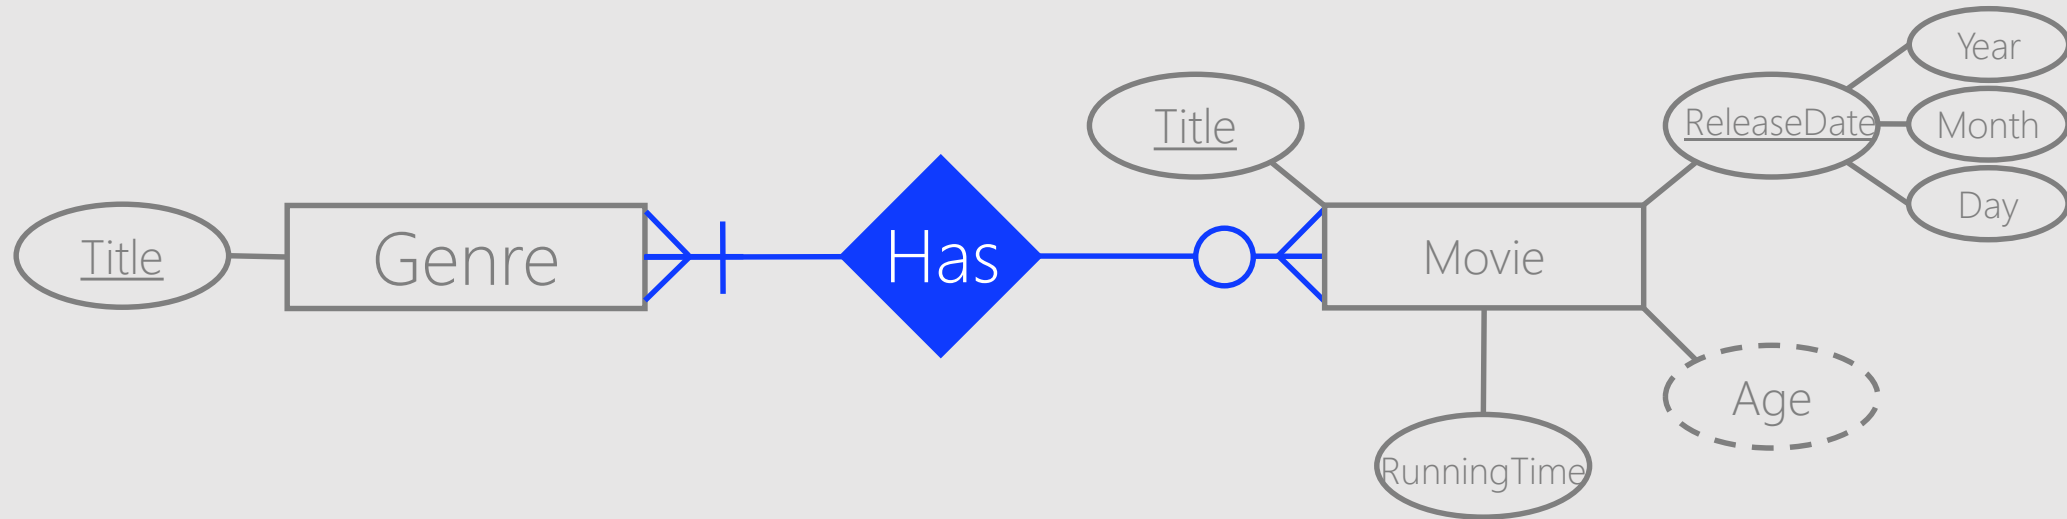 Title
Genre
Has
Title
Movie
ReleaseDate
Year
Month
Day
Age
RunningTime